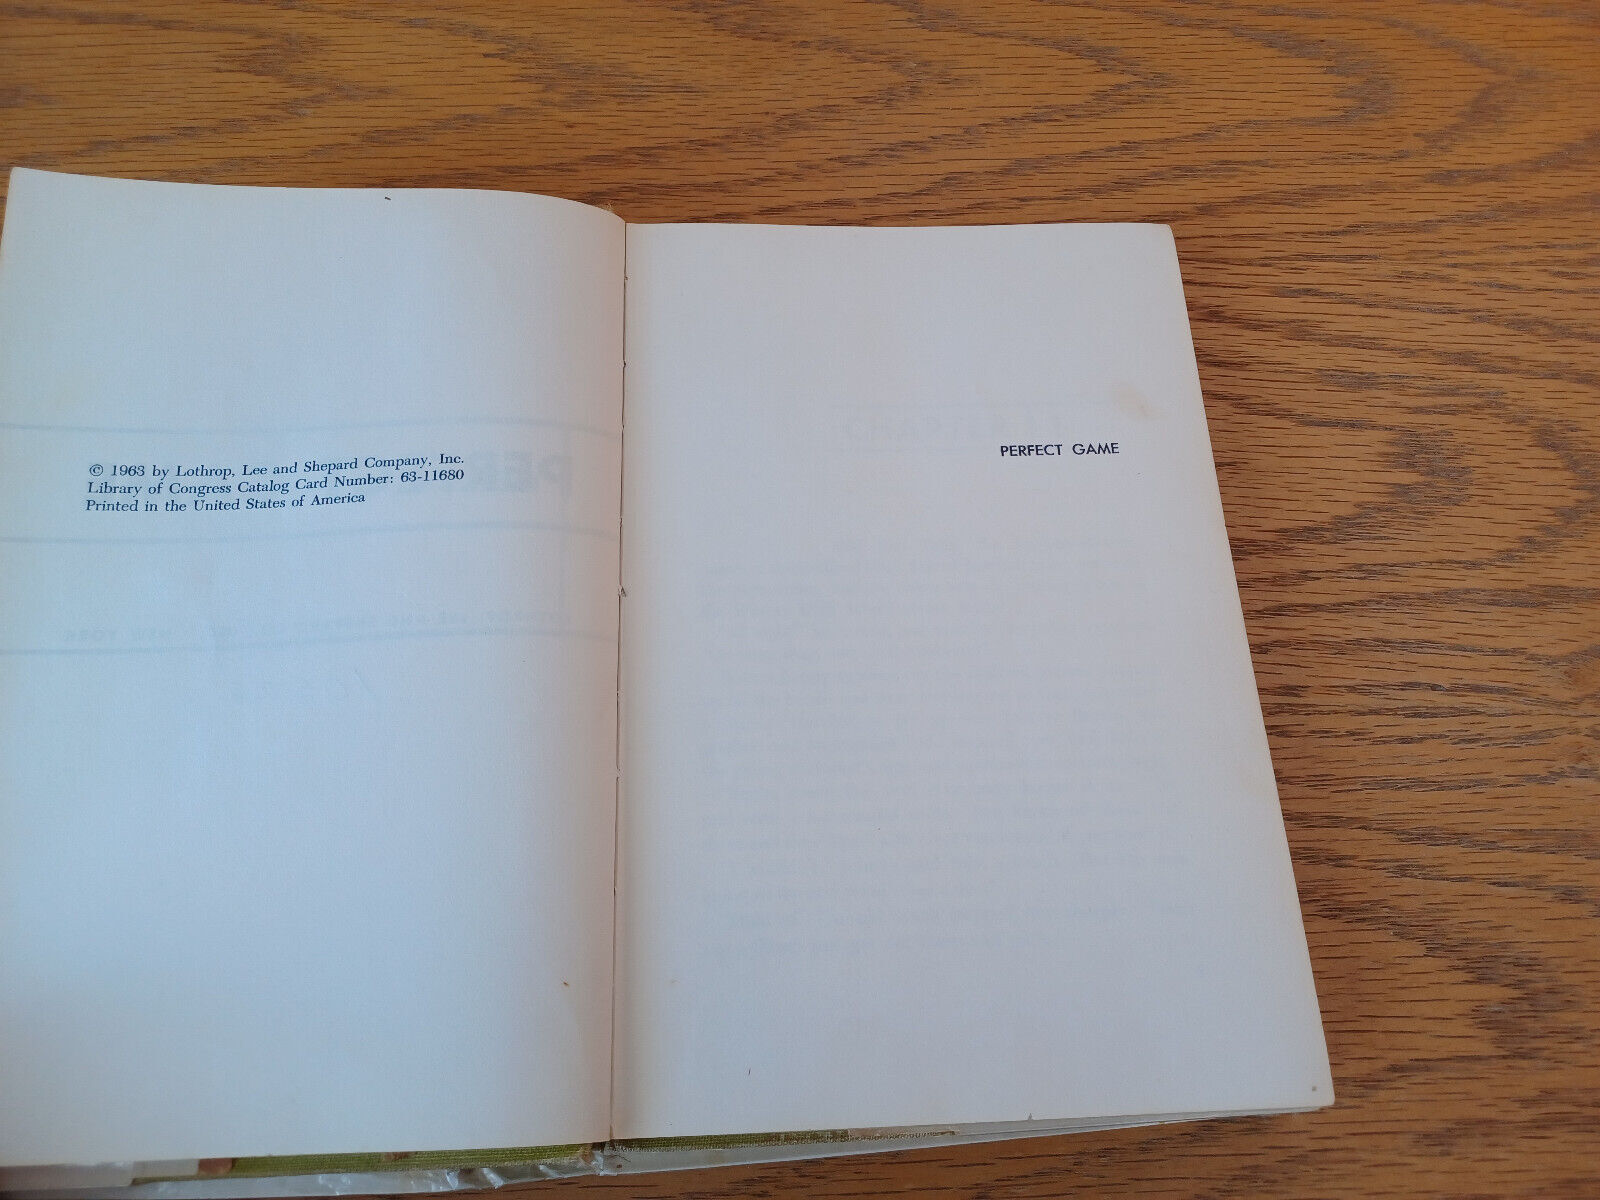 © 1963 by Lothrop, Lee and Shepard Company, Inc.
Library of Congress Catalog Card Number: 63-11680
Printed in the United States of America
PERFECT GAME